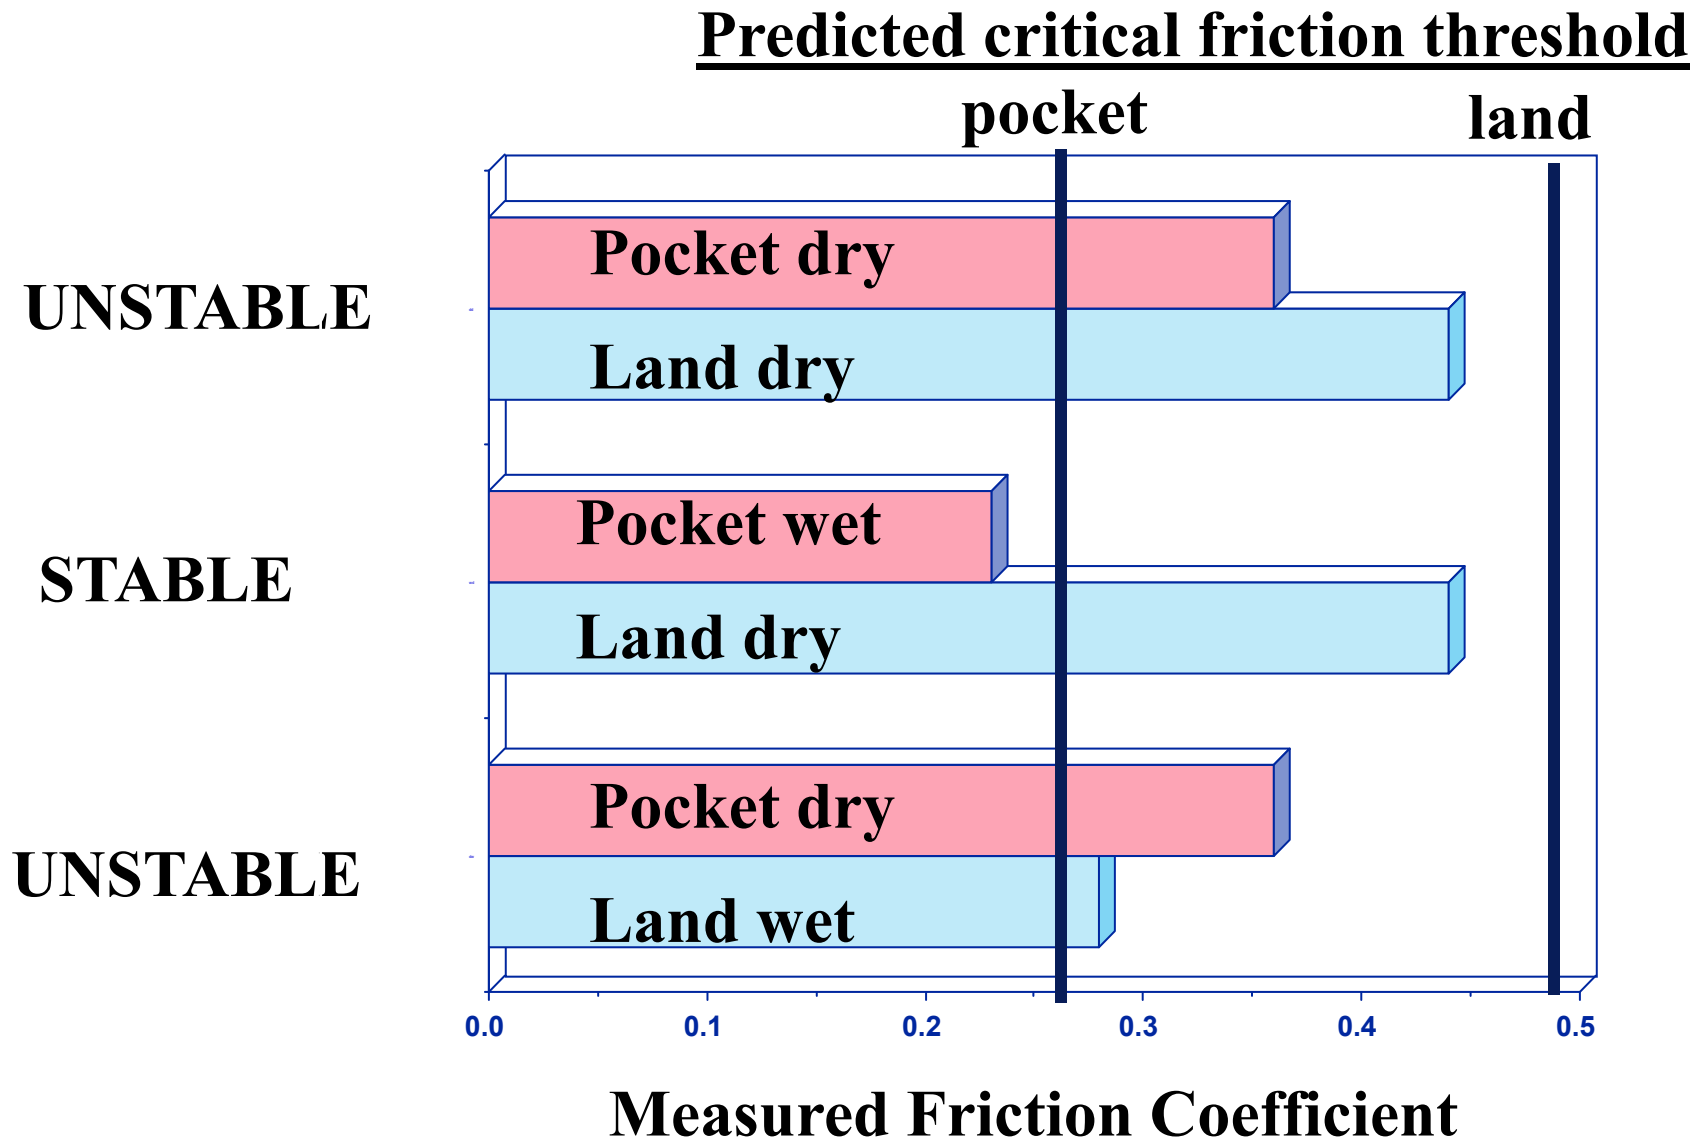 Predicted critical friction threshold
pocket land
Pocket dry
UNSTABLE
Land dry
Pocket wet
STABLE
Land dry
Pocket dry
UNSTABLE
Land wet
0.0 0.1 0.2 0.3 0.4 0.5
Measured Friction Coefficient